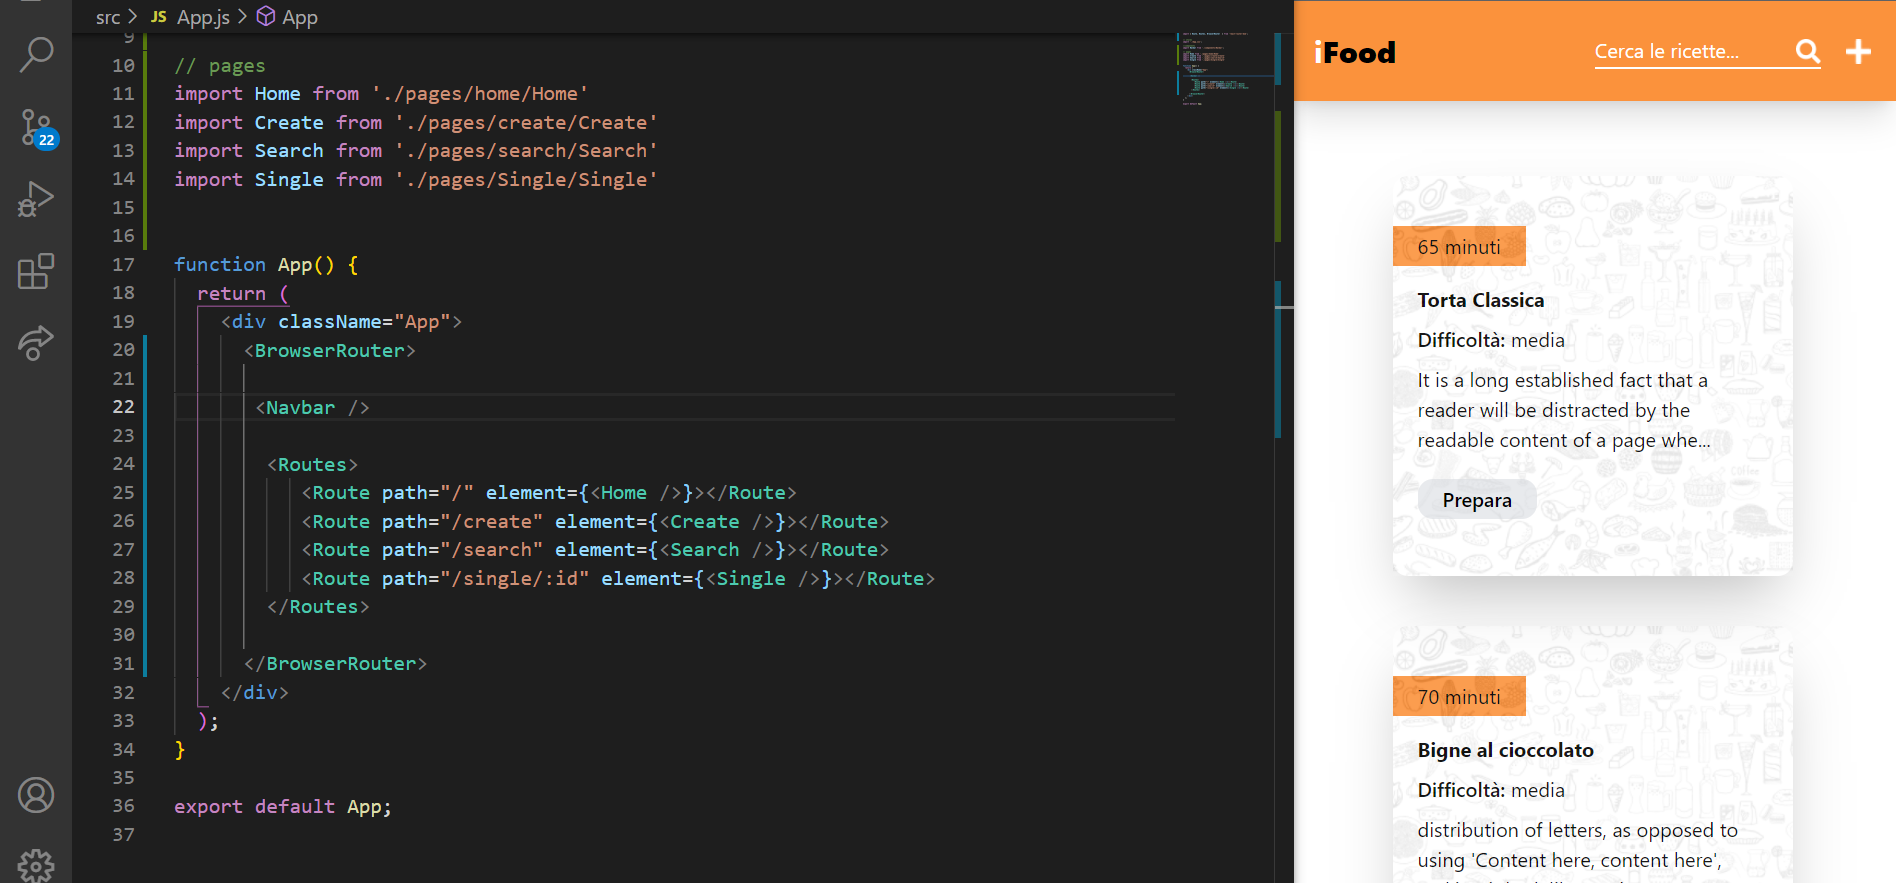 src > JS App.js > App
9
10 // pages
11 import Home from './pages/home/Home'
12 import Create from './pages/create/Create'
13 import Search from './pages/search/Search'
14 import Single from './pages/Single/Single'
15
16
17 function App() {
18 return (
19 <div className="App">
20 <BrowserRouter>
21
22 <Navbar />
23
24 <Routes>
25 <Route path="/" element={<Home />}></Route>
26 <Route path="/create" element={<Create />}></Route>
27 <Route path="/search" element={<Search />}></Route>
28 <Route path="/single/:id" element={<Single />}></Route>
29 </Routes>
30
31 </BrowserRouter>
32 </div>
33 );
34 }
35
36 export default App;
37
22
iFood
Cerca le ricette...
65 minuti
Torta Classica
Difficoltà: media
It is a long established fact that a
reader will be distracted by the
readable content of a page whe...
Prepara
70 minuti
Bigne al cioccolato
Difficoltà: media
distribution of letters, as opposed to
using 'Content here, content here',